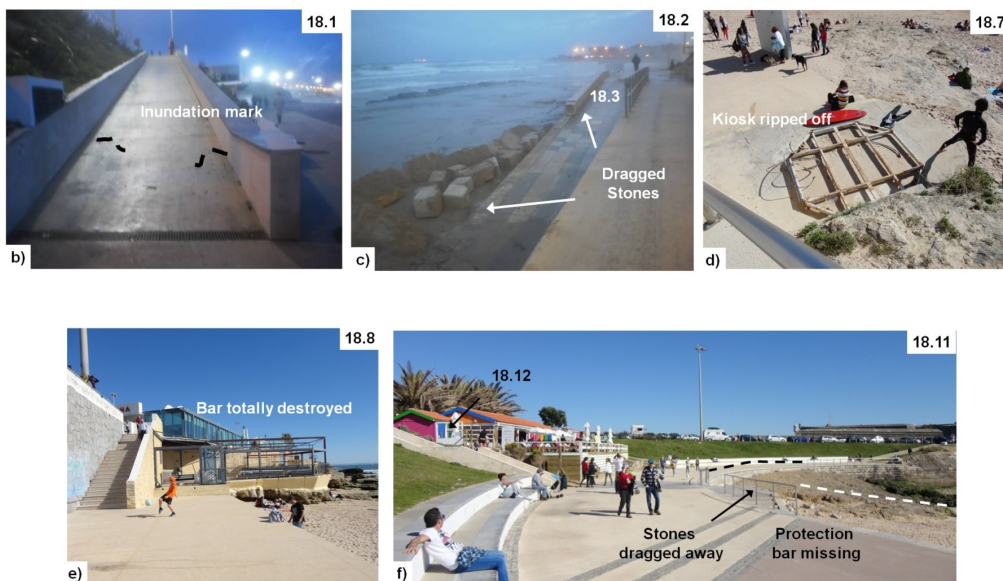 18.1
Inundation mark
b)
18.2
18.3
Dragged
Stones
c)
18.7
Kiosk ripped off
d)
18.8
Bar totally destroyed
e)
18.11
18.12
Stones
dragged away
Protection
bar missing
f)